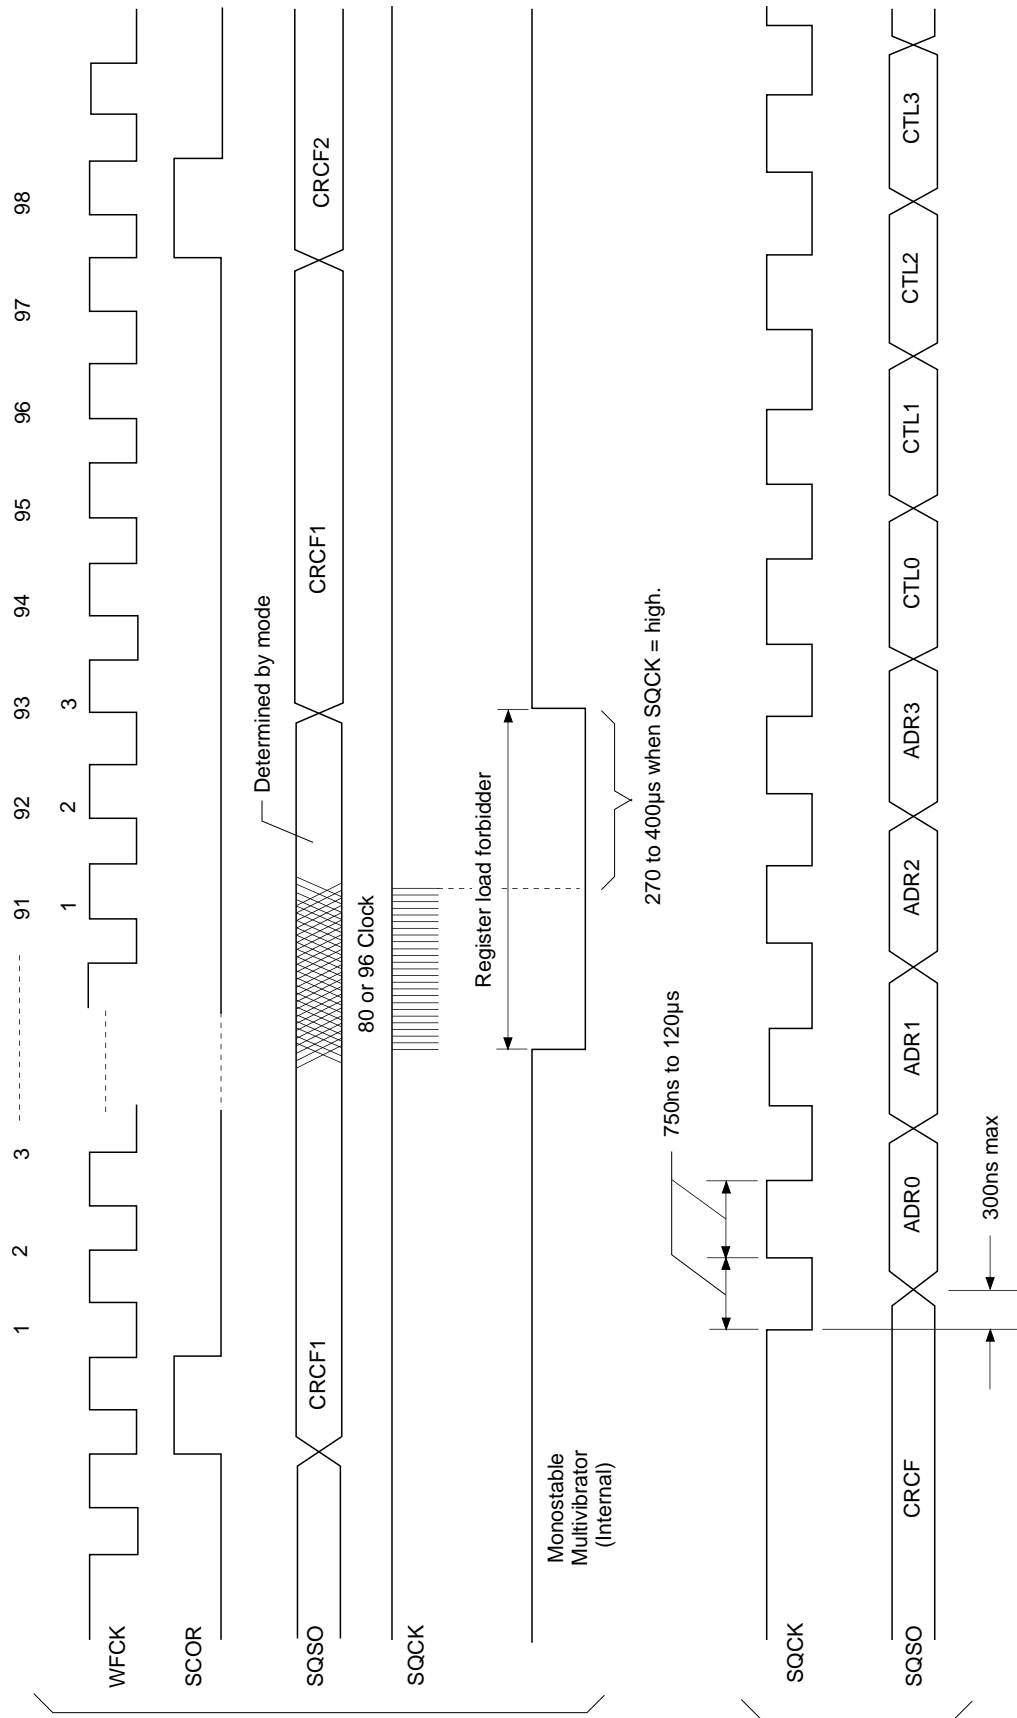 1
2
3
91
92
93
94
95
96
97
98
1
2
3
WFCK
SCOR
SQSO
CRCF1
Determined by mode
CRCF1
CRCF2
SQCK
80 or 96 Clock
Register load forbidder
Monostable
Multivibrator
(Internal)
270 to 400µs when SQCK = high.
750ns to 120µs
SQCK
SQSO
CRCF
ADR0
ADR1
ADR2
ADR3
CTL0
CTL1
CTL2
CTL3
300ns max